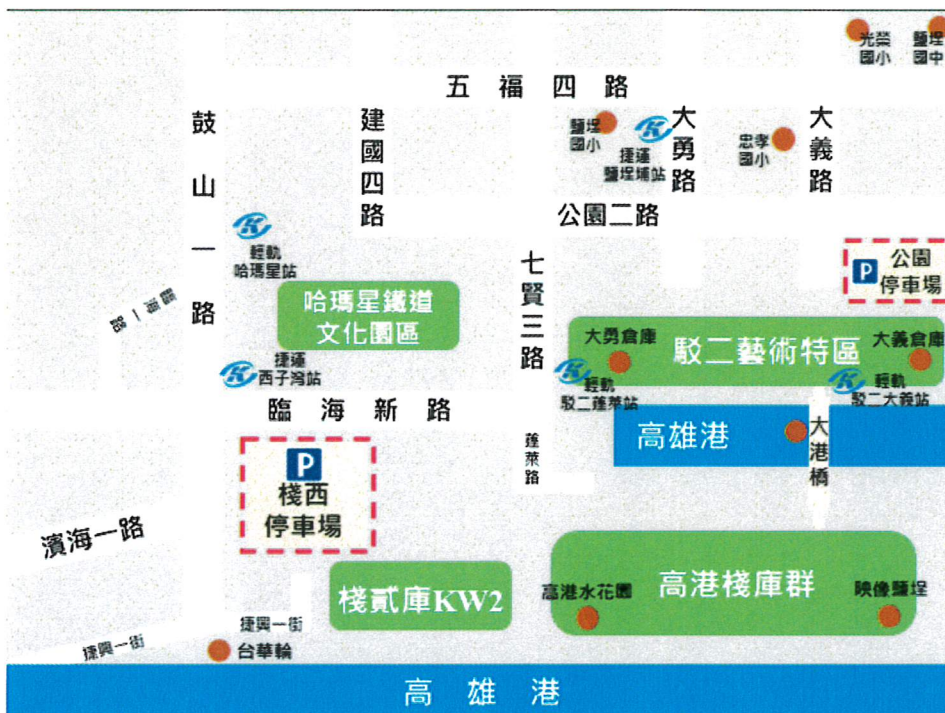 光榮
國小
鹽埕
國中
五福四路
鼓山一路
建國四路
鹽埕
國小
捷運
鹽埕埔站
大勇路
忠孝
國小
大義路
公園二路
輕軌
哈瑪星站
臨海二路
七賢三路
P
公園
停車場
哈瑪星鐵道
文化園區
大勇倉庫
駁二藝術特區
大義倉庫
捷運
西子灣站
輕軌
駁二蓬萊站
輕軌
駁二大義站
臨海新路
高雄港
大港橋
蓬萊路
P
棧西
停車場
濱海一路
棧貳庫KW2
高港水花園
高港棧庫群
映像鹽埕
捷興一街
捷興一街
台華輪
高雄港